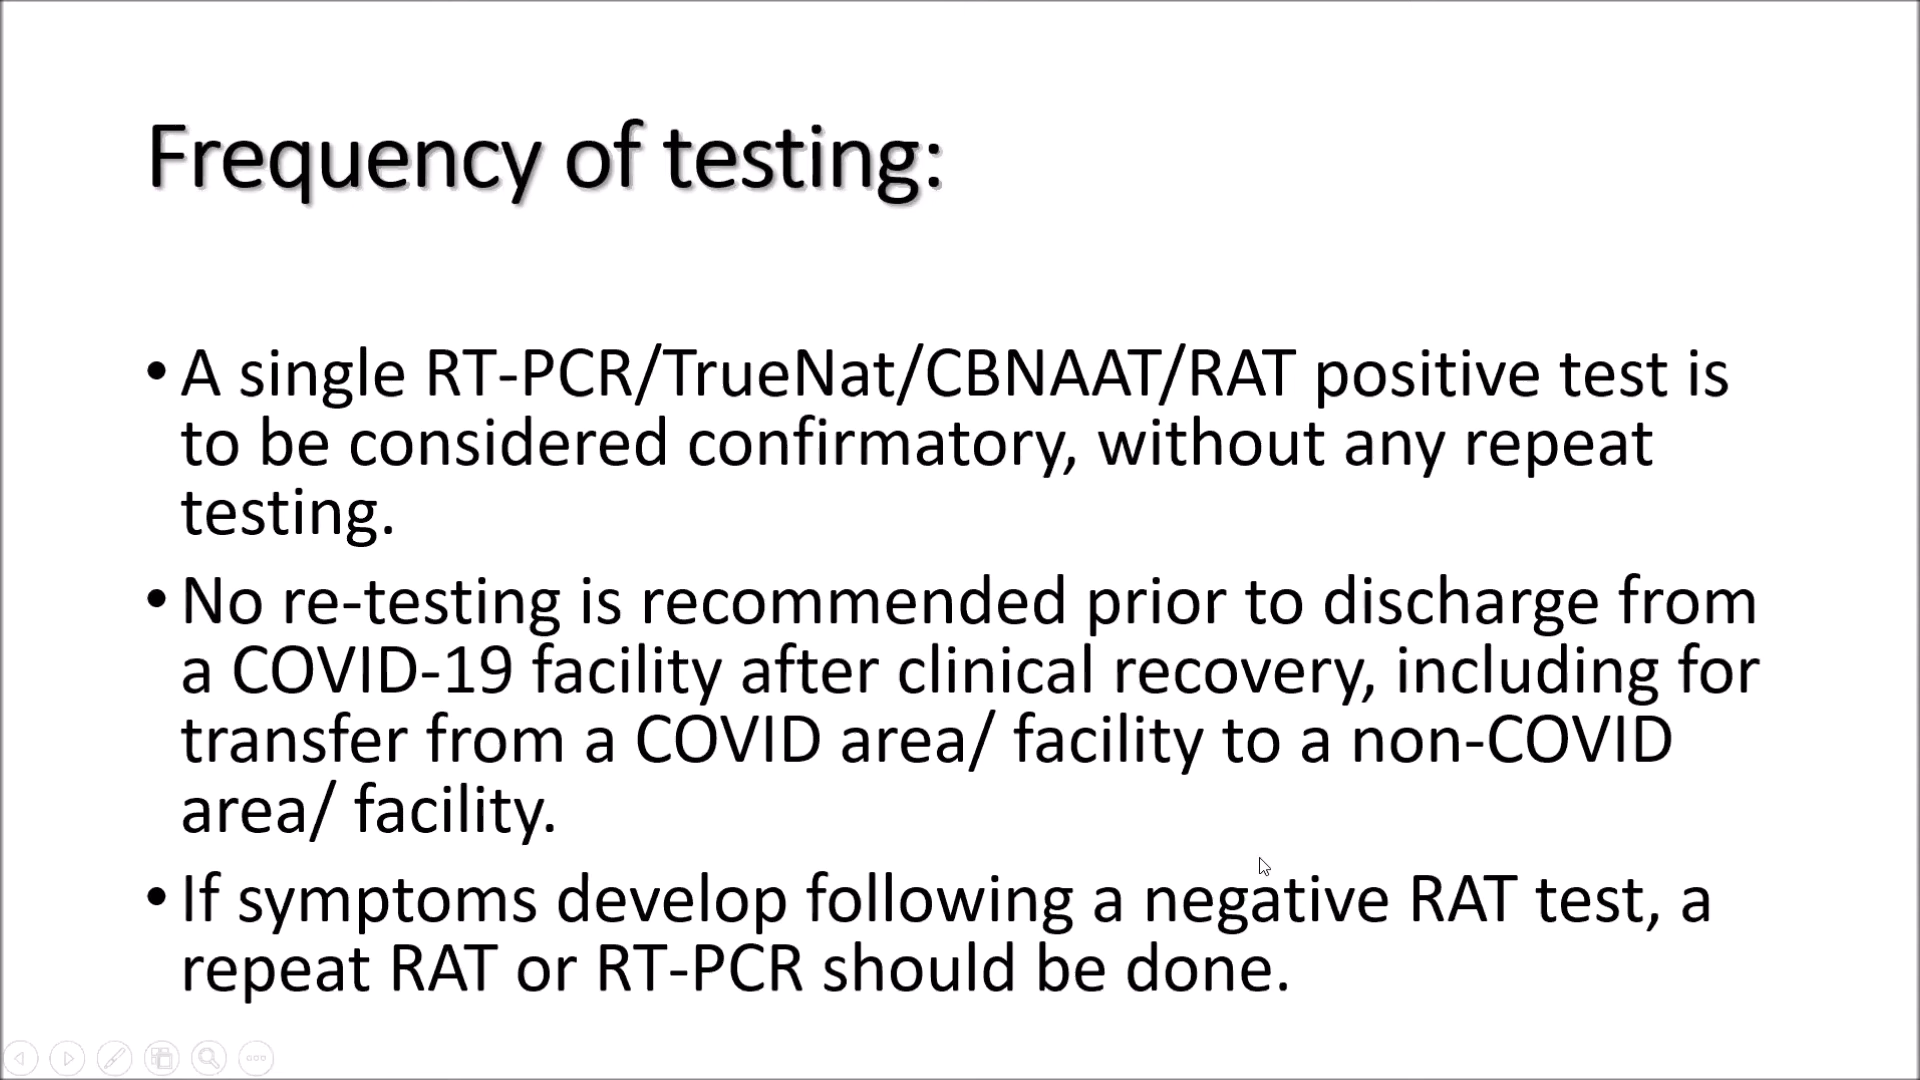 Frequency of testing:
• A single RT-PCR/TrueNat/CBNAAT/RAT positive test is
to be considered confirmatory, without any repeat
testing.
• No re-testing is recommended prior to discharge from
a COVID-19 facility after clinical recovery, including for
transfer from a COVID area/ facility to a non-COVID
area/ facility.
• If symptoms develop following a negative RAT test, a
repeat RAT or RT-PCR should be done.